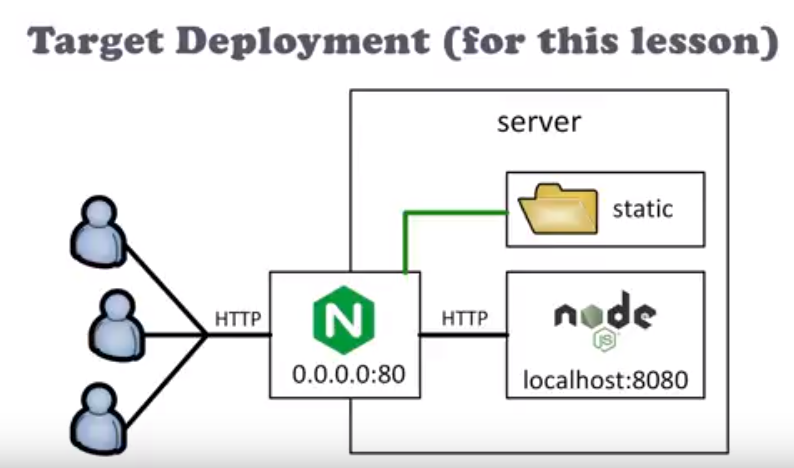 Target Deployment (for this lesson)
server
static
HTTP
N
0.0.0.0:80
HTTP
node
JS
localhost:8080